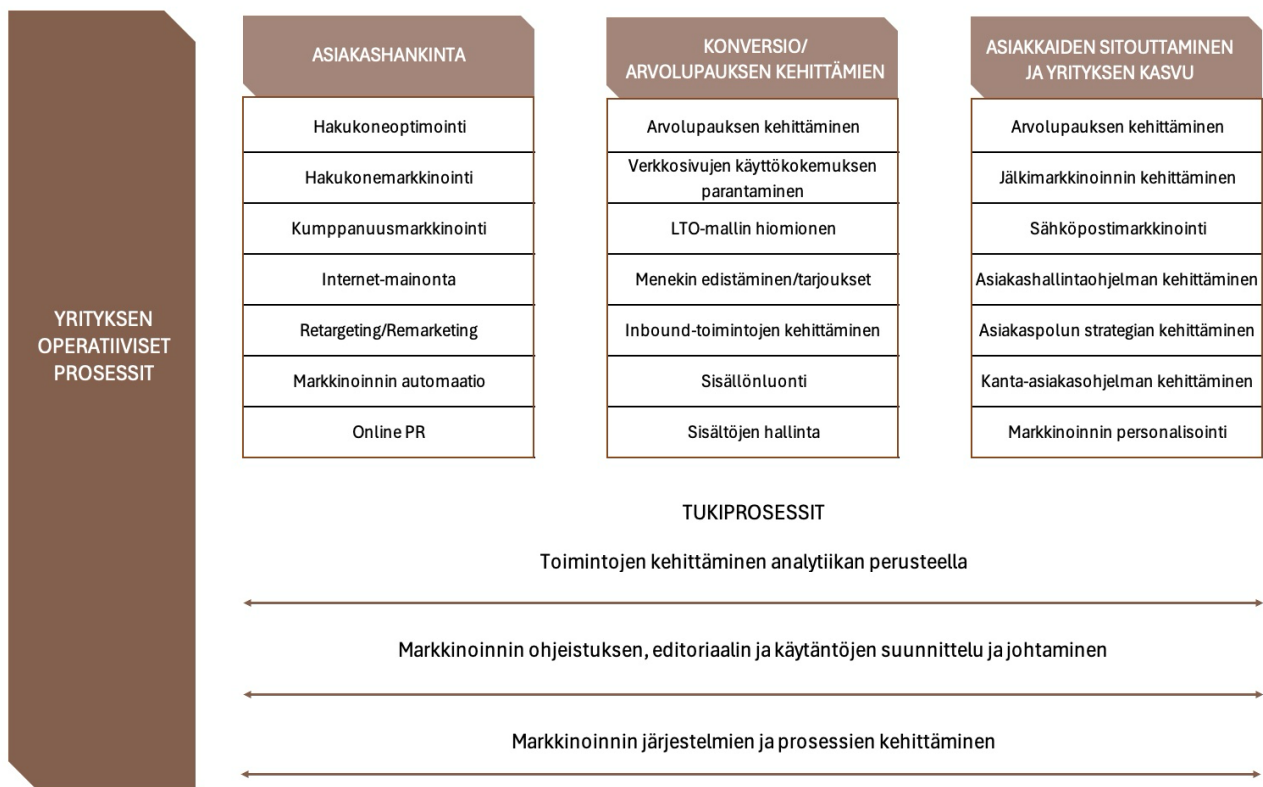 YRITYKSEN
OPERATIIVISET
PROSESSIT
ASIAKASHANKINTA
Hakukoneoptimointi
Hakukonemarkkinointi
Kumppanuusmarkkinointi
Internet-mainonta
Retargeting/Remarketing
Markkinoinnin automaatio
Online PR
KONVERSIO/
ARVOLUPAUKSEN KEHITTÄMIEN
Arvolupauksen kehittäminen
Verkkosivujen käyttökokemuksen
parantaminen
LTO-mallin hiomionen
Menekin edistäminen/tarjoukset
Inbound-toimintojen kehittäminen
Sisällönluonti
Sisältöjen hallinta
ASIAKKAIDEN SITOUTTAMINEN
JA YRITYKSEN KASVU
Arvolupauksen kehittäminen
Jälkimarkkinoinnin kehittäminen
Sähköpostimarkkinointi
Asiakashallintaohjelman kehittäminen
Asiakaspolun strategian kehittäminen
Kanta-asiakasohjelman kehittäminen
Markkinoinnin personalisointi
TUKIPROSESSIT
Toimintojen kehittäminen analytiikan perusteella
Markkinoinnin ohjeistuksen, editoriaalin ja käytäntöjen suunnittelu ja johtaminen
Markkinoinnin järjestelmien ja prosessien kehittäminen